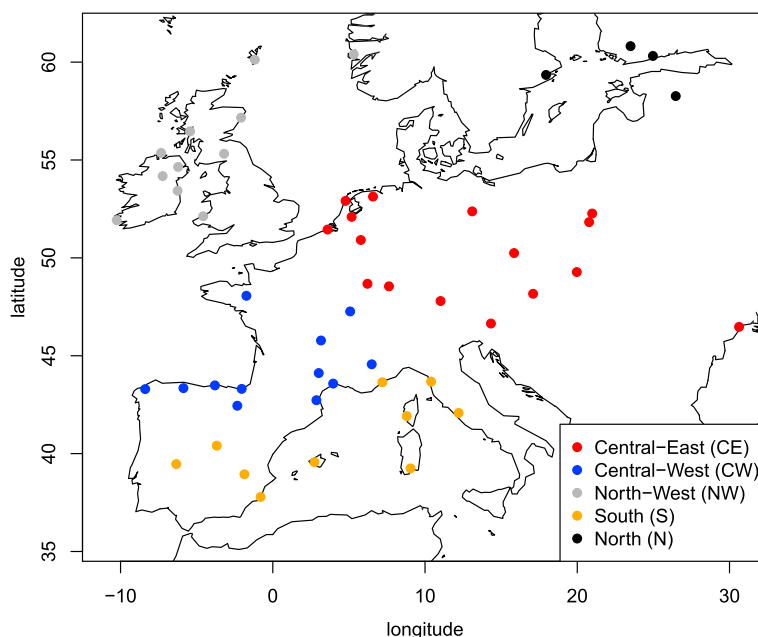 60
55
50
45
40
35
latitude
−10
0
10
20
30
longitude
Central−East (CE)
Central−West (CW)
North−West (NW)
South (S)
North (N)